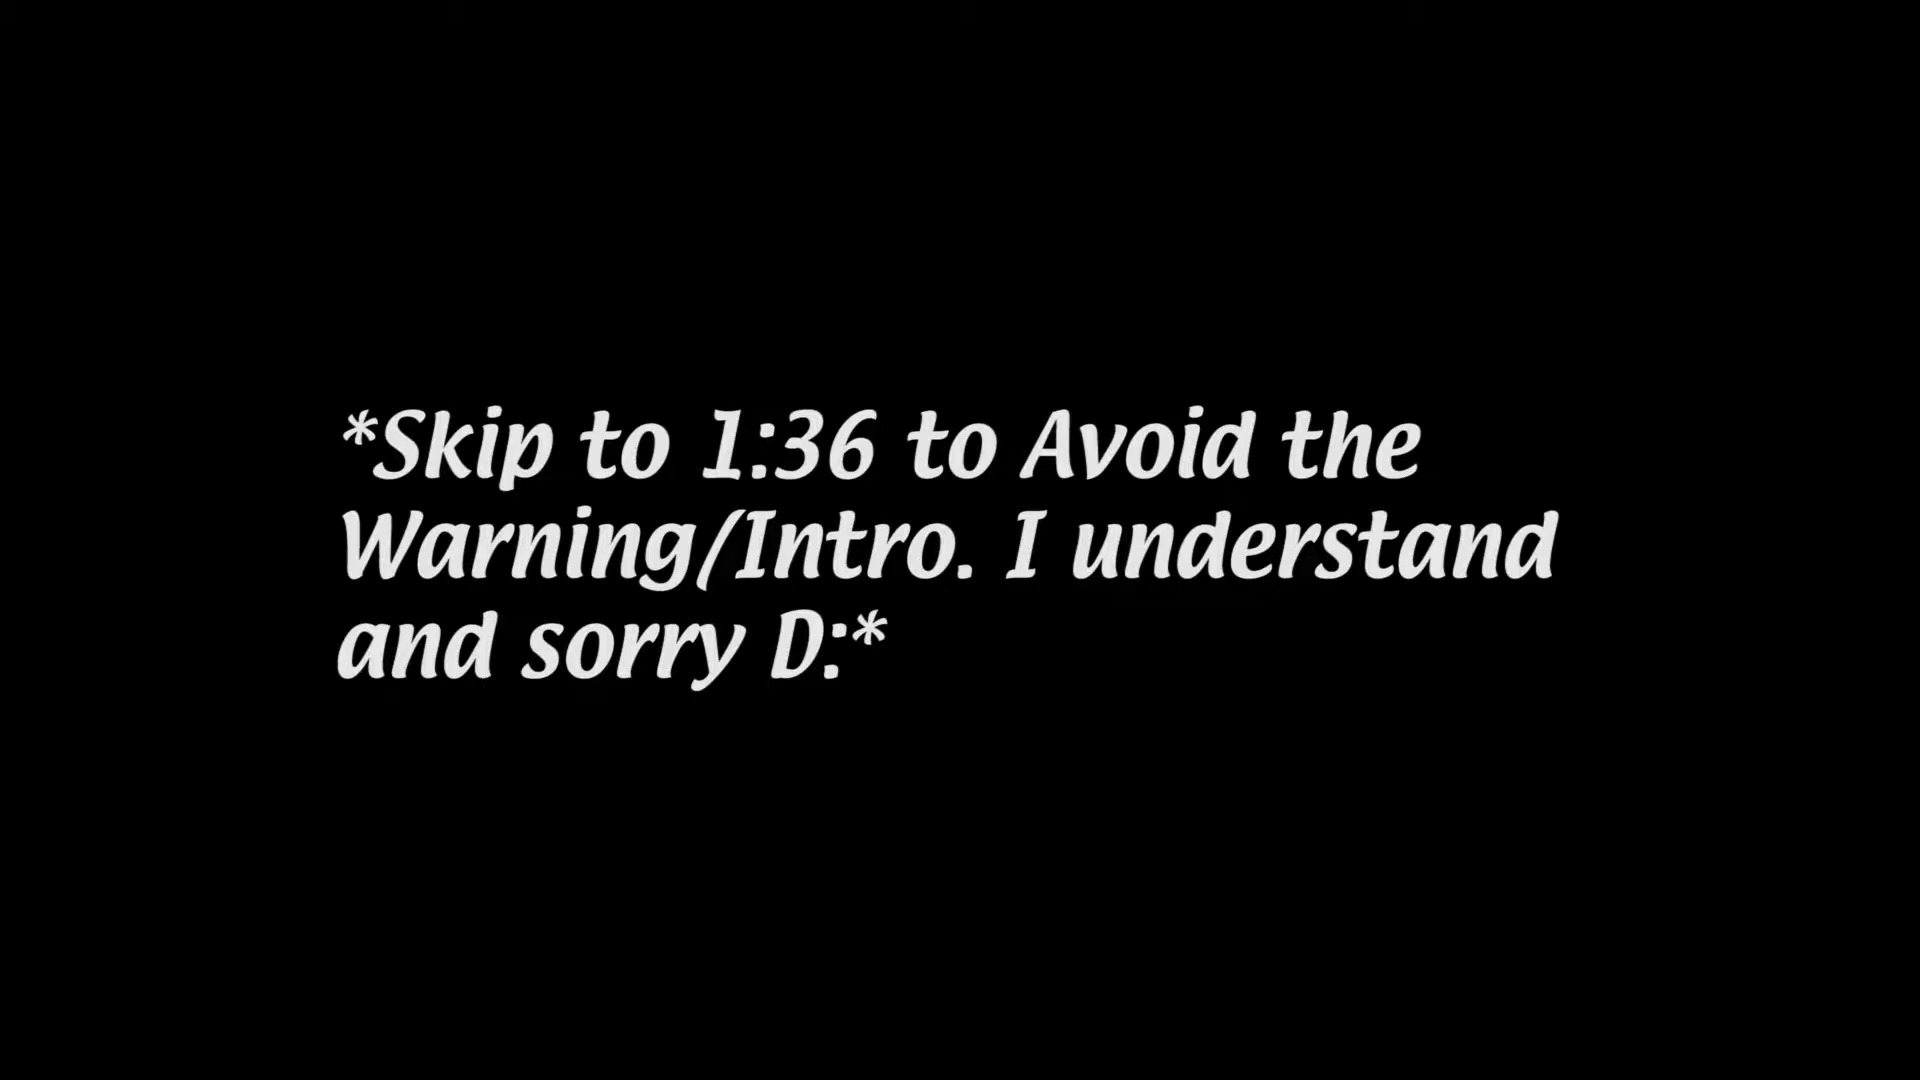 *Skip to 1:36 to Avoid the
Warning/Intro. I understand
and sorry D:*